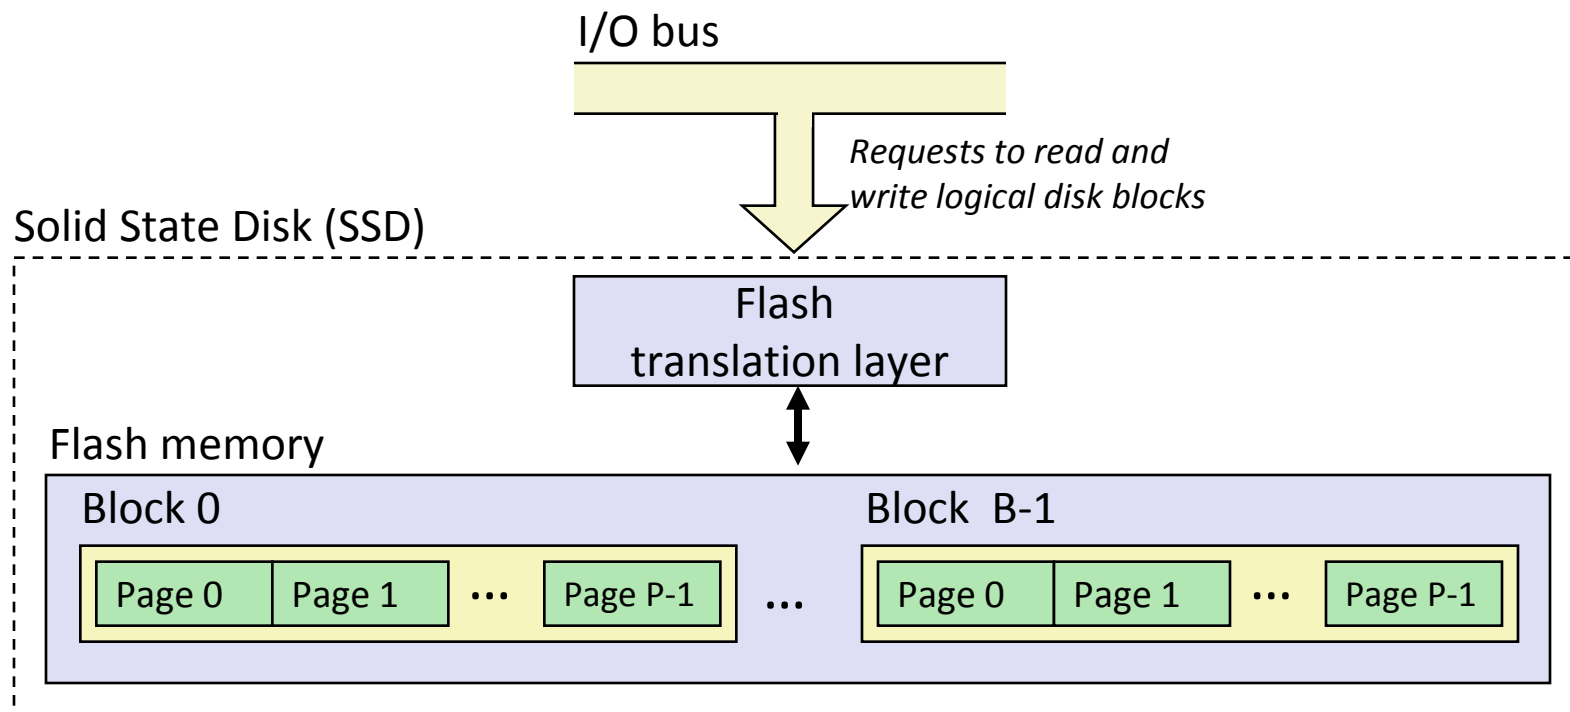 I/O bus
Requests to read and
write logical disk blocks
Solid State Disk (SSD)
Flash
translation layer
Flash memory
Block 0
Block  B-1
Page 0 Page 1 ... Page P-1 ... Page 0 Page 1 ... Page P-1